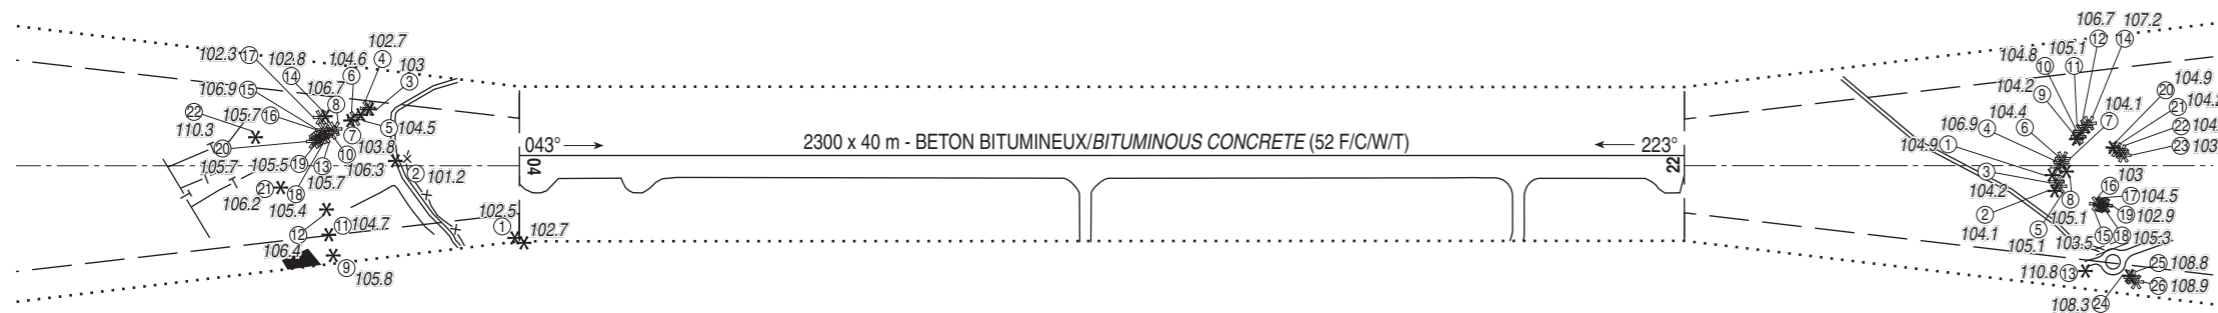 106.7 107.2
102.7
⑫ ⑭
102.3 ⑰ 102.8 104.6 ④ 103
104.8 105.1
⑭ ⑥ ③
⑩ ⑪
104.9
106.9 ⑮ 106.7
104.2 ⑨ ⑳
⑧
104.1 ㉑
㉒ 105.7 ⑯ ⑤ 104.5
104.4 ⑦ ㉒
110.3 ⑦
106.9 ④ ⑥ ㉓
⑳ 103.8
043° 2300 x 40 m - BETON BITUMINEUX/BITUMINOUS CONCRETE (52 F/C/W/T) 223°
104.9 ①
105.7 105.5 ⑲ ⑬ ⑩ 106.3 ②
04 22
③ 103
105.7 101.2
104.2 ⑯
㉑ ⑱ ⑧ ⑰ 104.5
106.2 105.4
102.5 ② 105.1 ⑲ 102.9
① 102.7
104.1 ⑤ ⑮ ⑱ 105.3
⑫ ⑪ 104.7
105.1 103.5
106.4
⑨ 105.8
110.8 ⑬ ㉕ 108.8
㉖ 108.9
108.3 ㉔